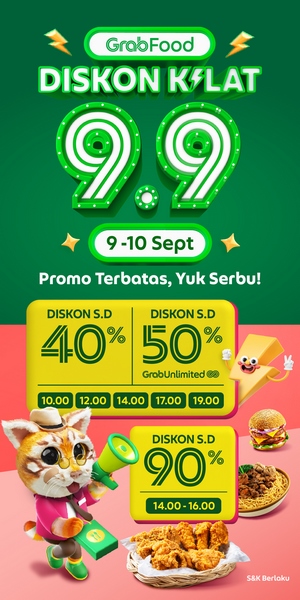 GrabFood
DISKON KILAT
9.9
9 -10 Sept
Promo Terbatas, Yuk Serbu!
DISKON S.D
40%
DISKON S.D
50%
GrabUnlimited
10.00 12.00 14.00 17.00 19.00
DISKON S.D
90%
14.00 - 16.00
S&K Berlaku